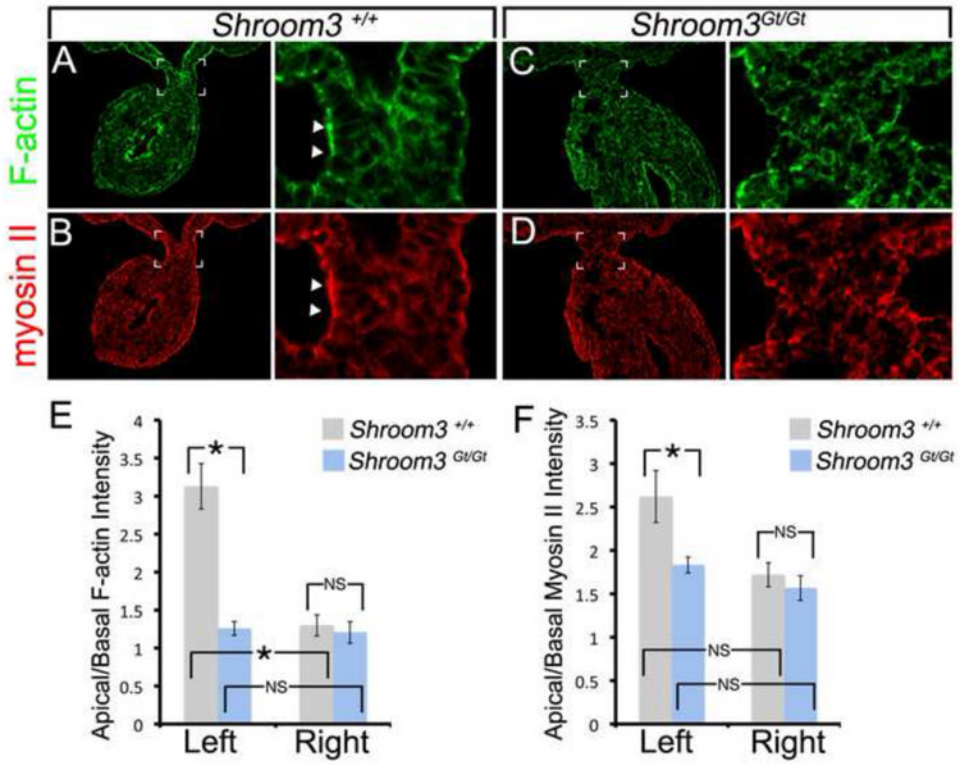 Shroom3 +/+
Shroom3 Gt/Gt
F-actin
A
C
myosin II
B
D
E
Apical/Basal F-actin Intensity
4
3.5
3
2.5
2
1.5
1
0.5
0
Shroom3 +/+
Shroom3 Gt/Gt
*
NS
*
NS
Left
Right
F
Apical/Basal Myosin II Intensity
3.5
3
2.5
2
1.5
1
0.5
0
Shroom3 +/+
Shroom3 Gt/Gt
*
NS
NS
NS
Left
Right